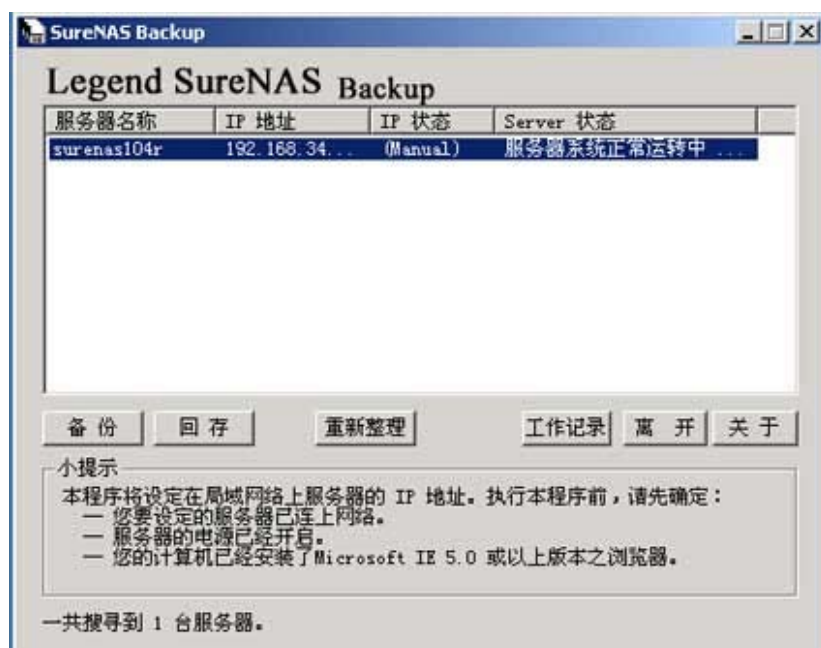 SureNAS Backup
Legend SureNAS Backup
服务器名称 IP 地址 IP 状态 Server 状态
surenas104r 192.168.34... (Manual) 服务器系统正常运转中 ...
备 份 回 存 重新整理 工作记录 离 开 关 于
小提示
本程序将设定在局域网络上服务器的 IP 地址。执行本程序前，请先确定：
— 您要设定的服务器已连上网络。
— 服务器的电源已经开启。
— 您的计算机已经安装了Microsoft IE 5.0 或以上版本之浏览器。
一共搜寻到 1 台服务器。